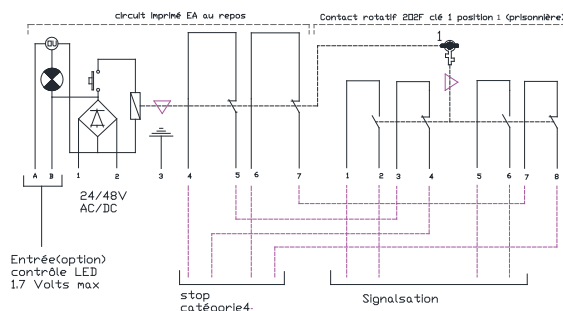 circuit imprimé EA au repos
Contact rotatif 202F clé 1 position 1 (prisonnière)
OU
1
A B 1 2 3 4 5 6 7
1 2 3 4 5 6 7 8
24/48V
AC/DC
Entrée(option)
contrôle LED
1.7 Volts max
stop
catégorie4.
Signalsation